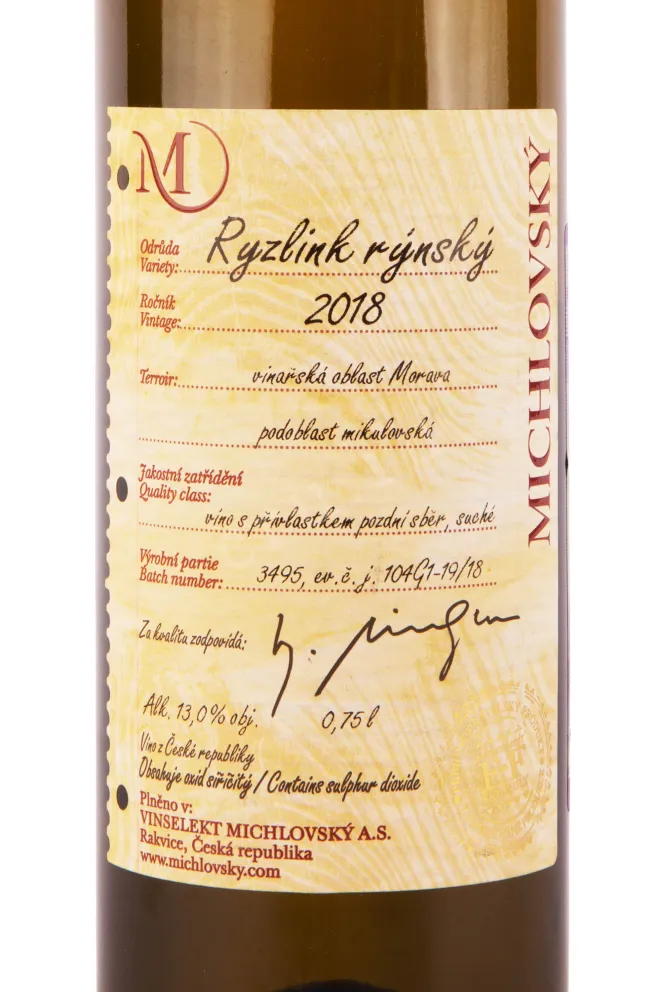 M
Odrůda
Variety: Ryzlink rýnský
Ročník
Vintage: 2018
Terroir: vinařská oblast Morava
podoblast mikulovská
Jakostní zatřídění
Quality class:
víno s přívlastkem pozdní sběr, suché
Výrobní partie
Batch number: 3495, ev. č. j. 104G1-19/18
Za kvalitu zodpovídá:
Alk. 13,0% obj. 0,75 l
Víno z České republiky
Obsahuje oxid siřičitý / Contains sulphur dioxide
Plněno v:
VINSELEKT MICHLOVSKÝ A.S.
Rakvice, Česká republika
www.michlovsky.com
MICHLOVSKÝ